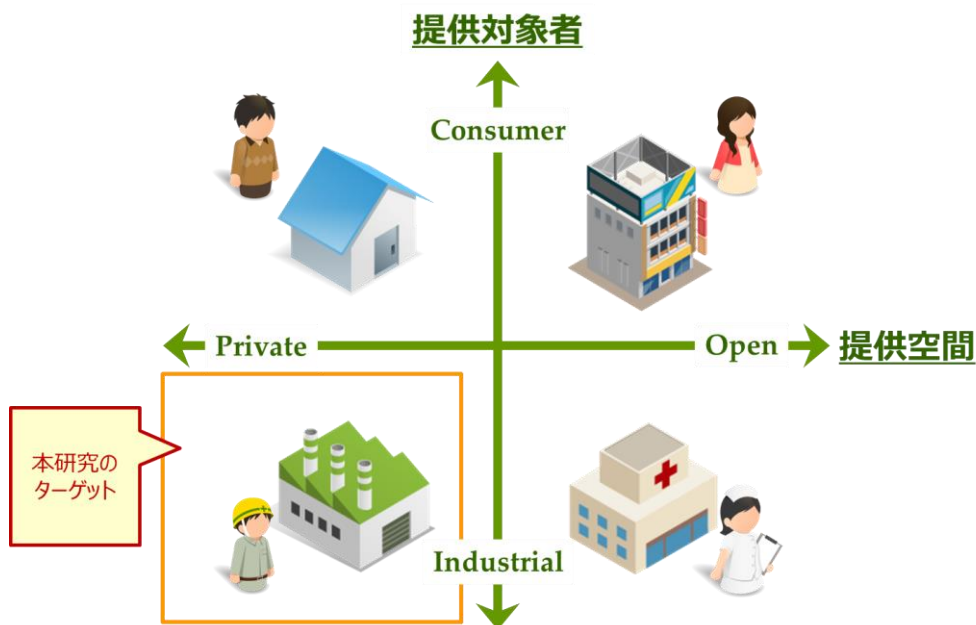 提供対象者
Consumer
Private
Open
提供空間
本研究の
ターゲット
Industrial